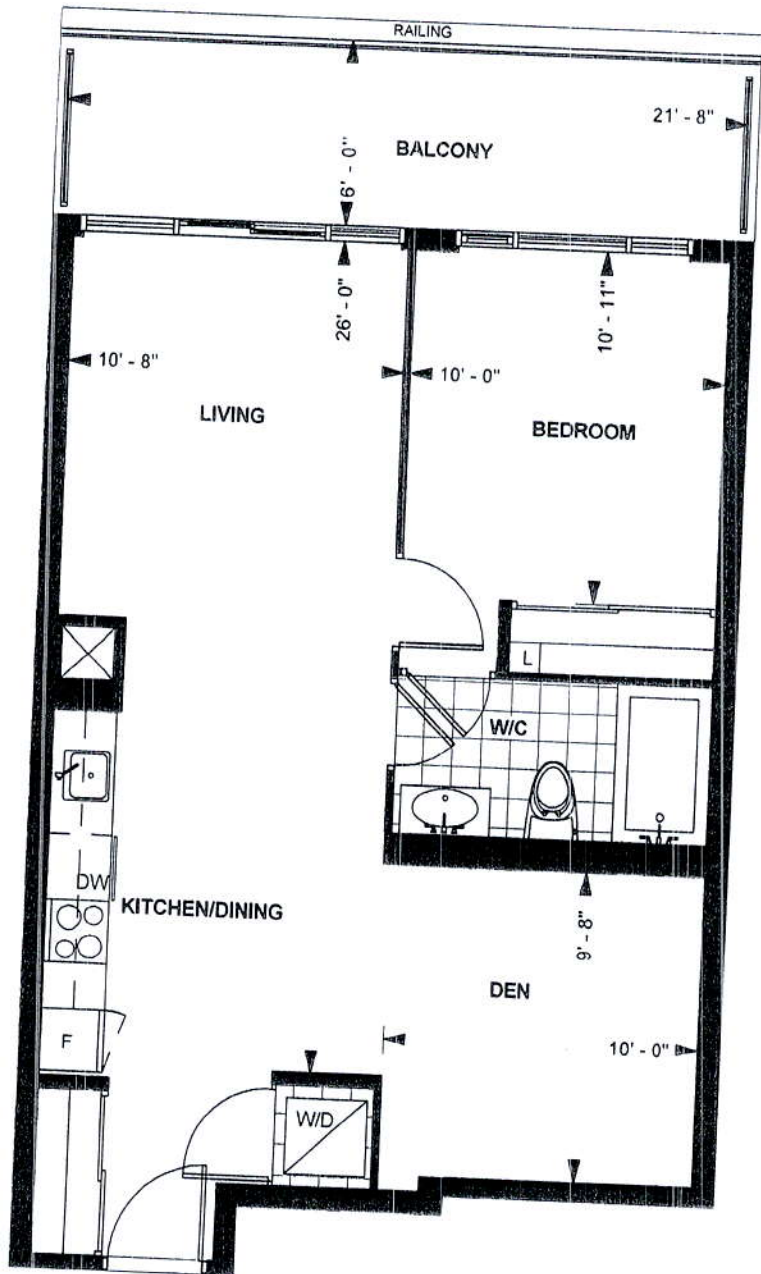 RAILING
21' - 8"
BALCONY
6' - 0"
26' - 0"
10' - 11"
10' - 8"
10' - 0"
LIVING
BEDROOM
L
W/C
DW
KITCHEN/DINING
9' - 8"
DEN
F
10' - 0"
W/D